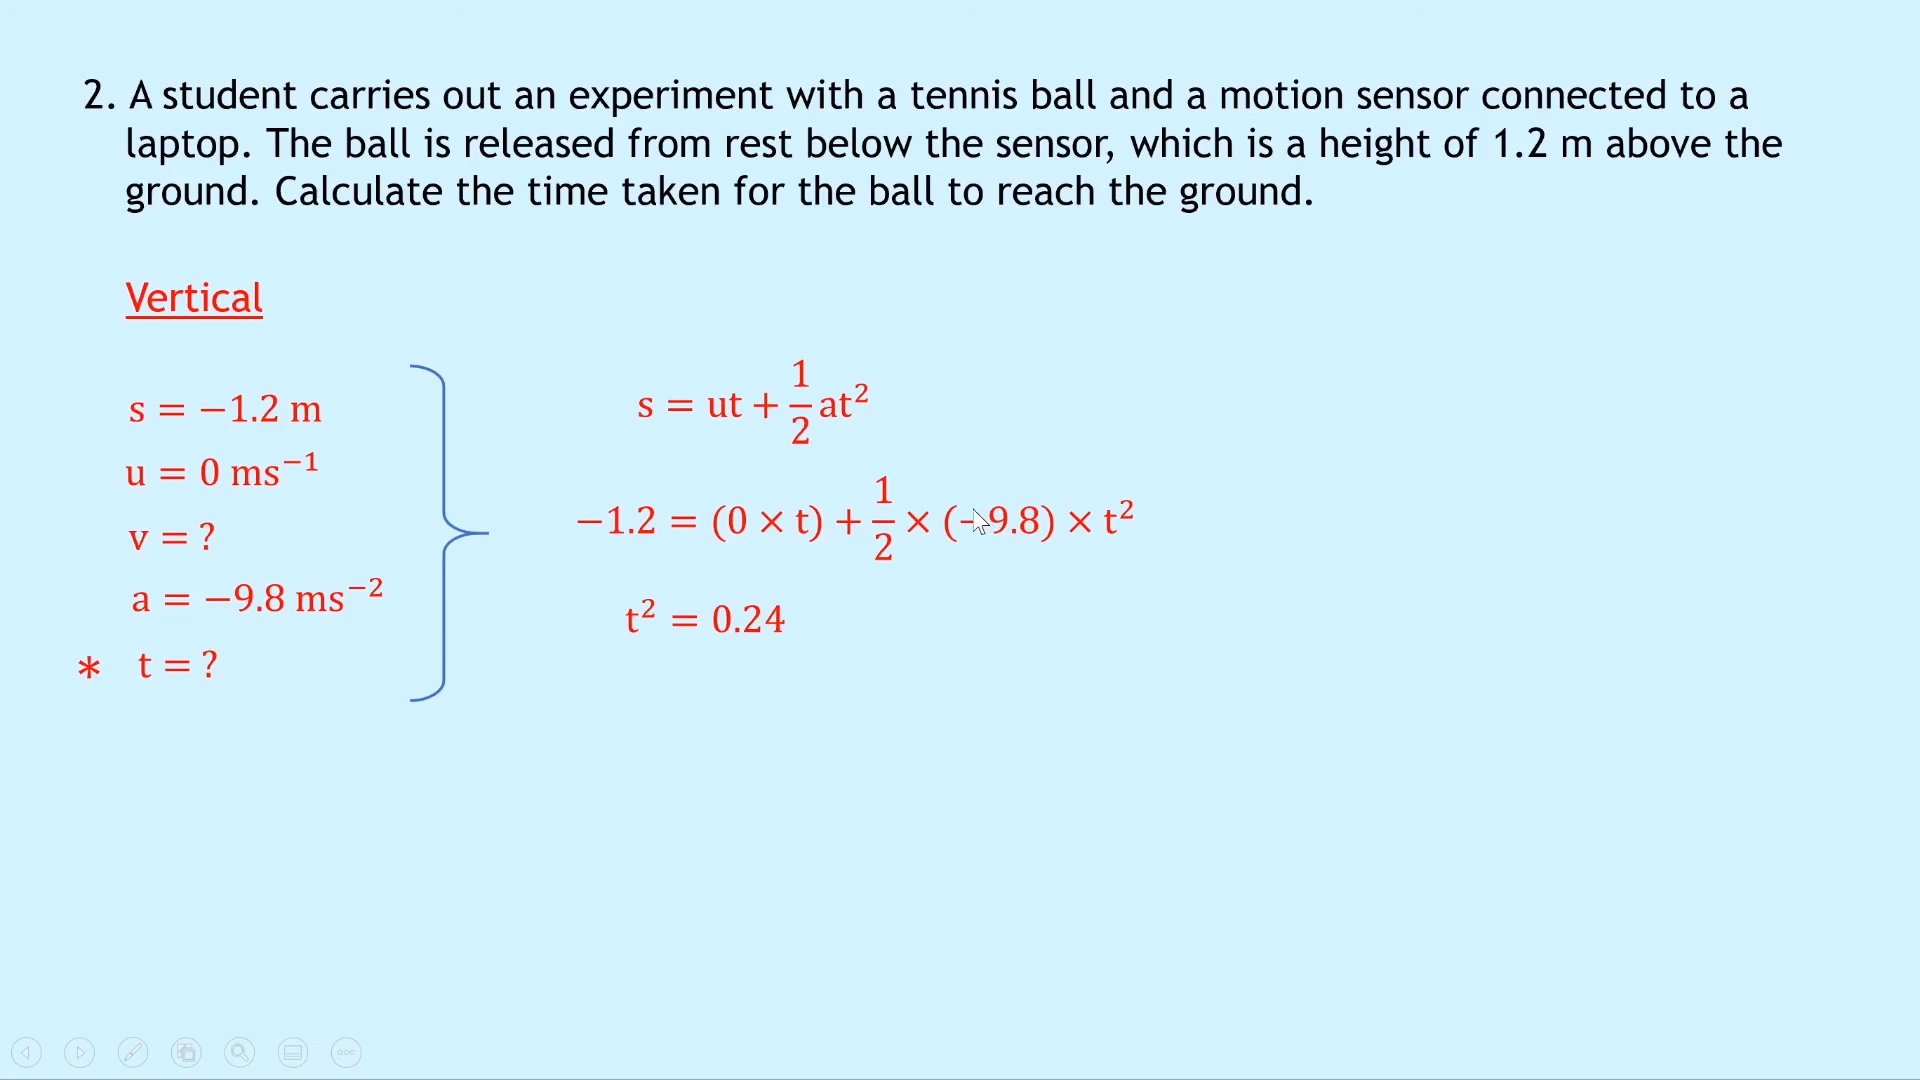 2. A student carries out an experiment with a tennis ball and a motion sensor connected to a
laptop. The ball is released from rest below the sensor, which is a height of 1.2 m above the
ground. Calculate the time taken for the ball to reach the ground.
Vertical
s = −1.2 m
u = 0 ms⁻¹
v = ?
a = −9.8 ms⁻²
* t = ?
s = ut + 1/2 at²
−1.2 = (0 × t) + 1/2 × (−9.8) × t²
t² = 0.24